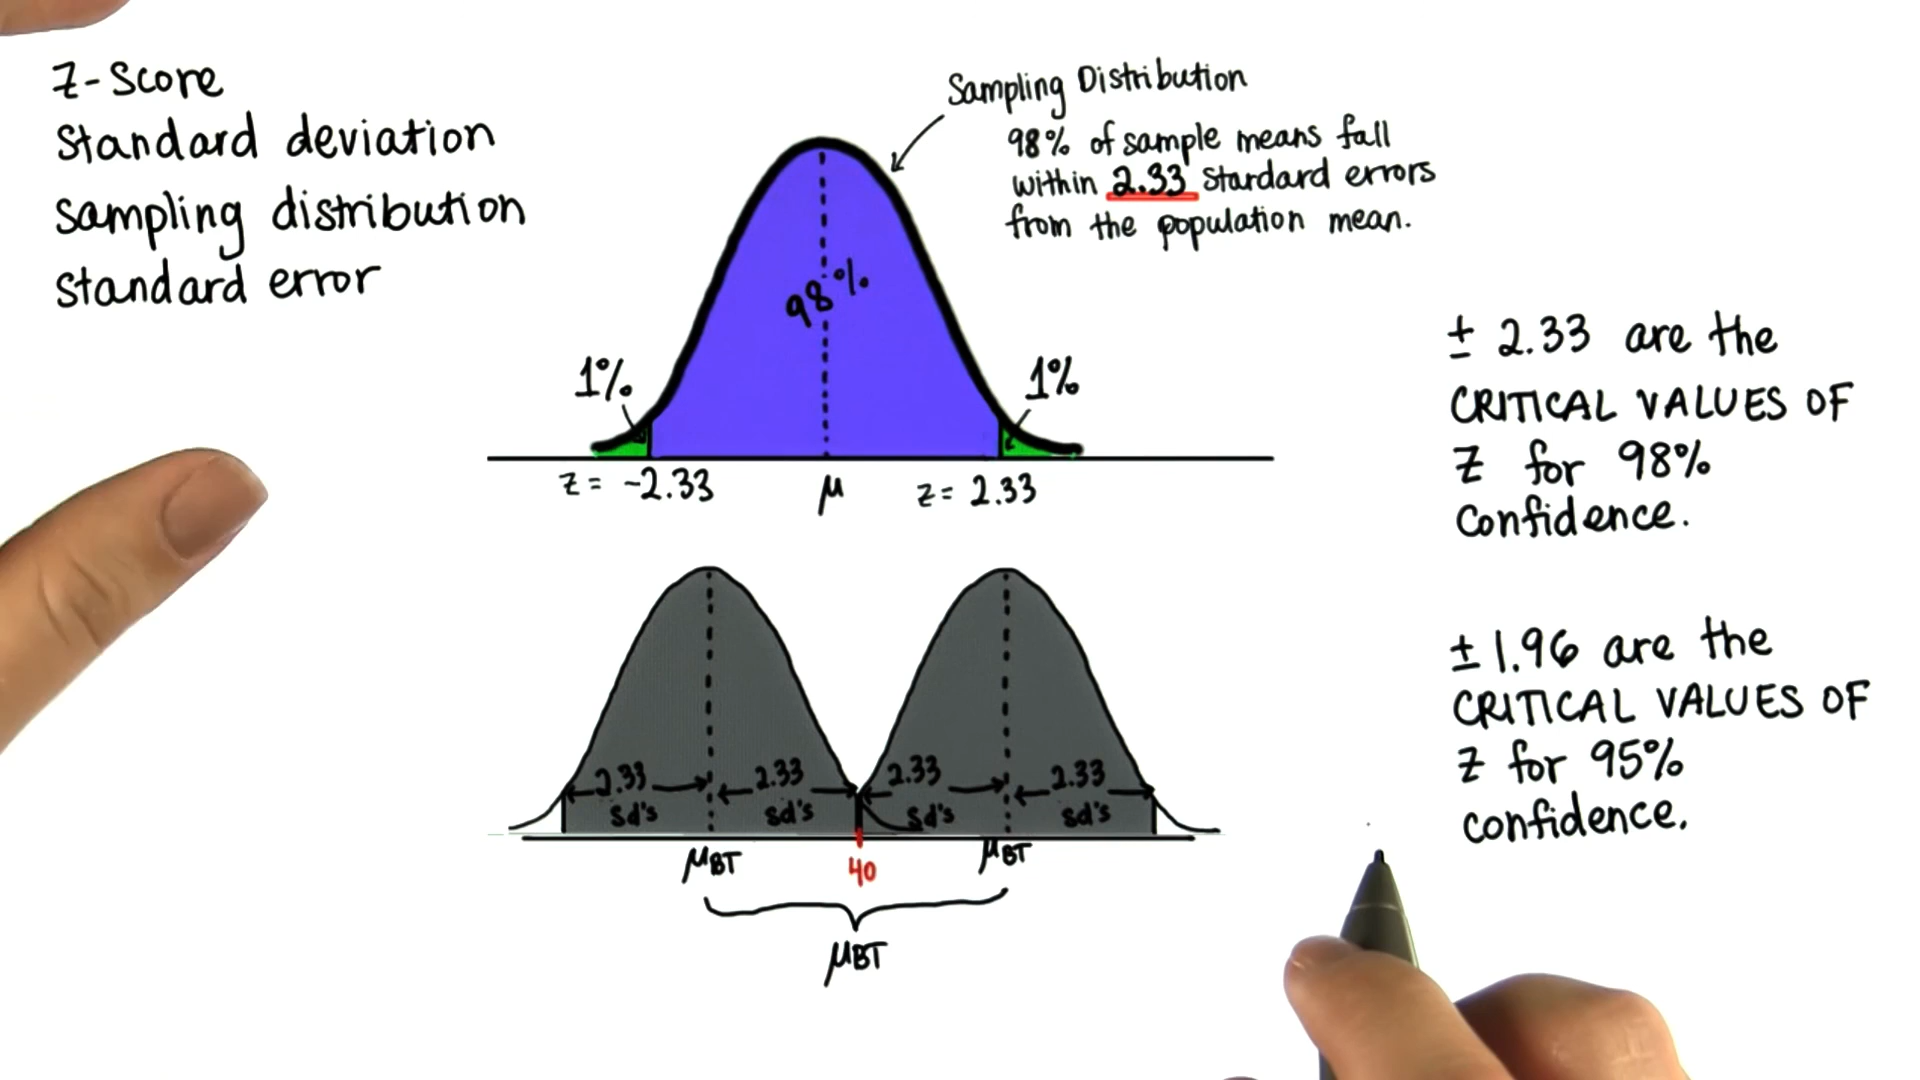 Z-Score
Standard deviation
Sampling distribution
Standard error
Sampling Distribution
98% of sample means fall
within 2.33 Stardard errors
from the population mean.
98%
1%
1%
z = -2.33
μ
z = 2.33
± 2.33 are the
CRITICAL VALUES OF
Z for 98%
Confidence.
2.33
sd's
2.33
sd's
2.33
sd's
2.33
sd's
μBT
40
μBT
μBT
± 1.96 are the
CRITICAL VALUES OF
Z for 95%
confidence.